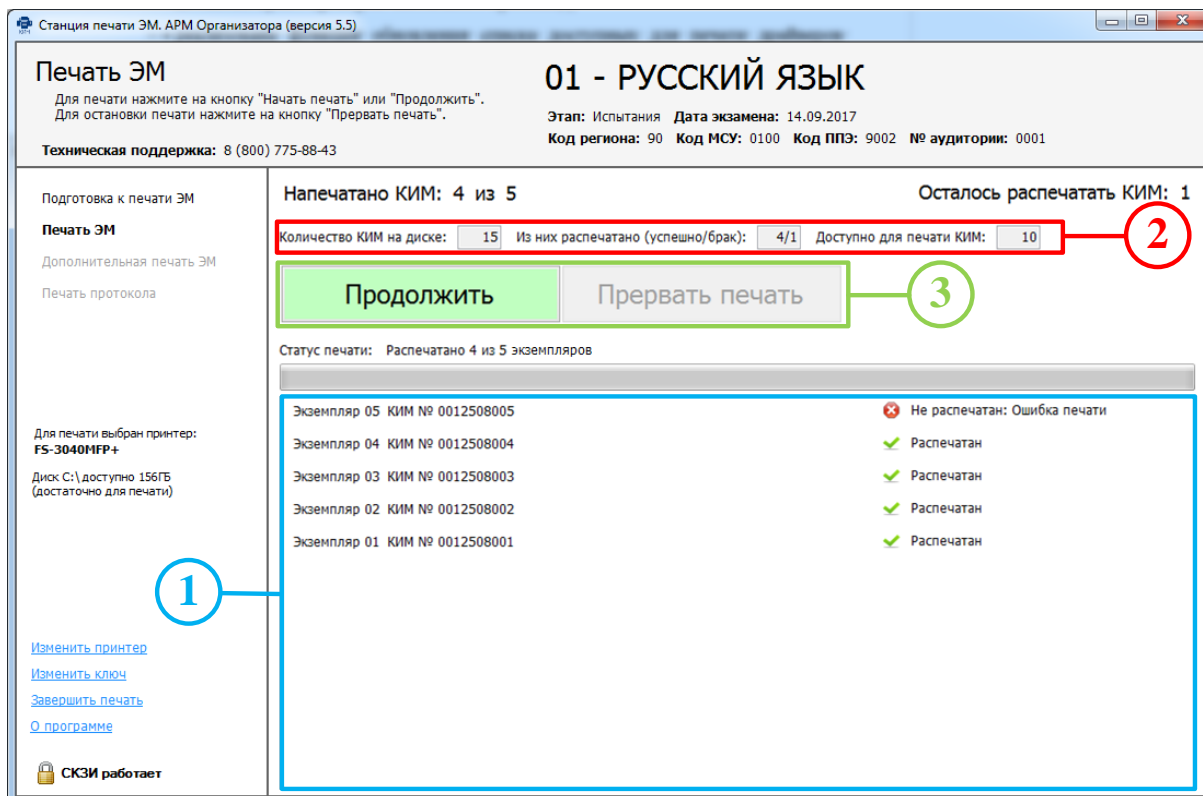 Станция печати ЭМ. АРМ Организатора (версия 5.5)
Печать ЭМ
Для печати нажмите на кнопку "Начать печать" или "Продолжить".
Для остановки печати нажмите на кнопку "Прервать печать".
Техническая поддержка: 8 (800) 775-88-43
01 - РУССКИЙ ЯЗЫК
Этап: Испытания Дата экзамена: 14.09.2017
Код региона: 90 Код МСУ: 0100 Код ППЭ: 9002 № аудитории: 0001
Подготовка к печати ЭМ
Печать ЭМ
Дополнительная печать ЭМ
Печать протокола
Для печати выбран принтер:
FS-3040MFP+
Диск C:\ доступно 156ГБ
(достаточно для печати)
1
Изменить принтер
Изменить ключ
Завершить печать
О программе
СКЗИ работает
Напечатано КИМ: 4 из 5
Осталось распечатать КИМ: 1
Количество КИМ на диске: 15 Из них распечатано (успешно/брак): 4/1 Доступно для печати КИМ: 10
2
Продолжить
Прервать печать
3
Статус печати: Распечатано 4 из 5 экземпляров
Экземпляр 05 КИМ № 0012508005 Не распечатан: Ошибка печати
Экземпляр 04 КИМ № 0012508004 Распечатан
Экземпляр 03 КИМ № 0012508003 Распечатан
Экземпляр 02 КИМ № 0012508002 Распечатан
Экземпляр 01 КИМ № 0012508001 Распечатан